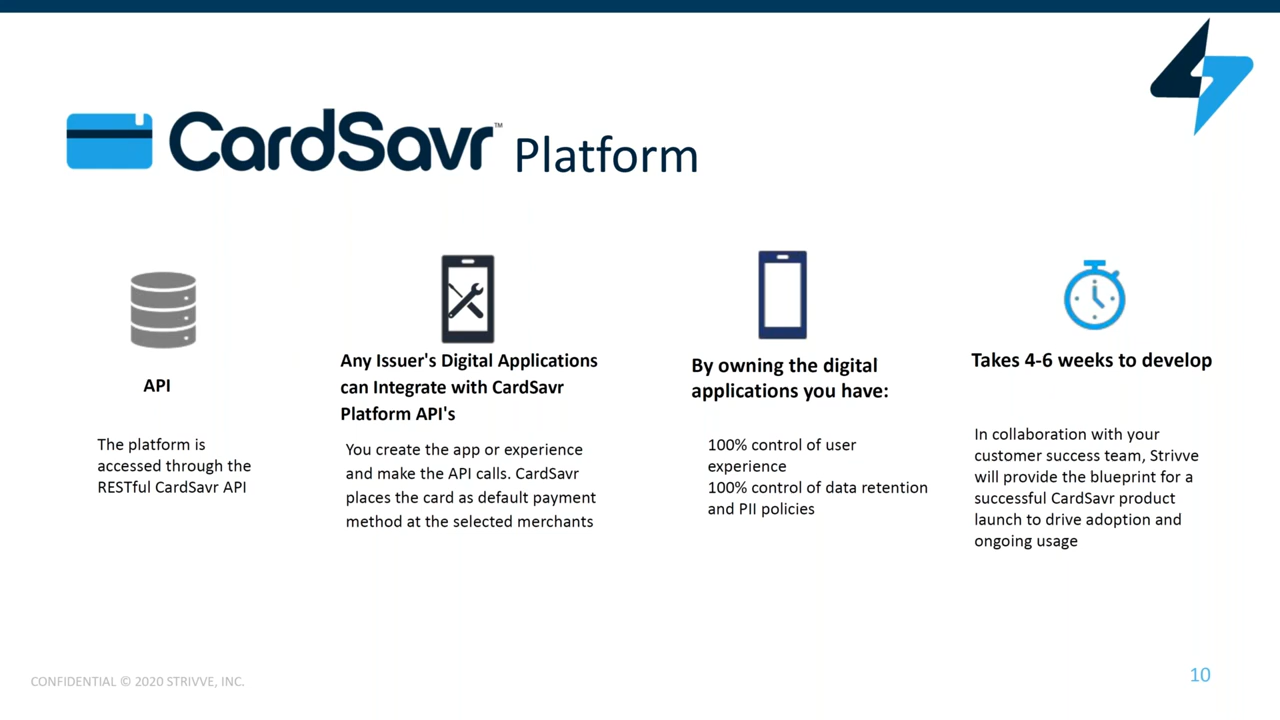 CardSavr™ Platform
API
The platform is
accessed through the
RESTful CardSavr API
Any Issuer's Digital Applications
can Integrate with CardSavr
Platform API's
You create the app or experience
and make the API calls. CardSavr
places the card as default payment
method at the selected merchants
By owning the digital
applications you have:
100% control of user
experience
100% control of data retention
and PII policies
Takes 4-6 weeks to develop
In collaboration with your
customer success team, Strivve
will provide the blueprint for a
successful CardSavr product
launch to drive adoption and
ongoing usage
CONFIDENTIAL © 2020 STRIVVE, INC.
10